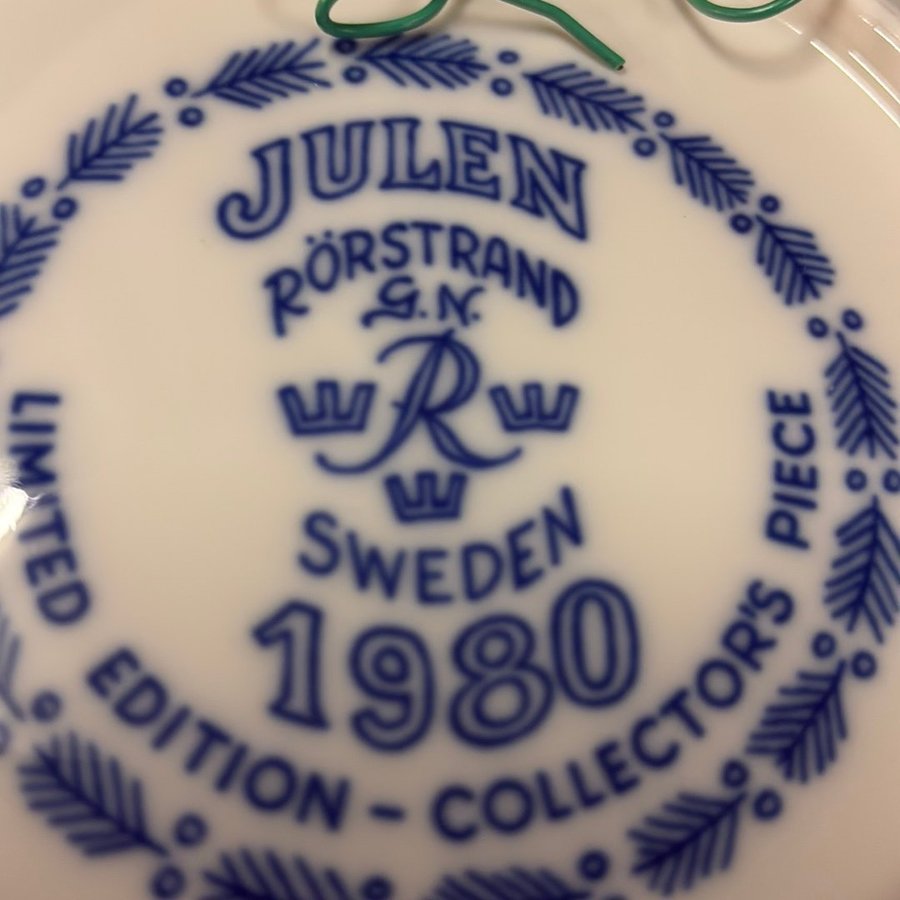 JULEN
RÖRSTRAND
G.N.
R
SWEDEN
1980
LIMITED EDITION - COLLECTOR'S PIECE